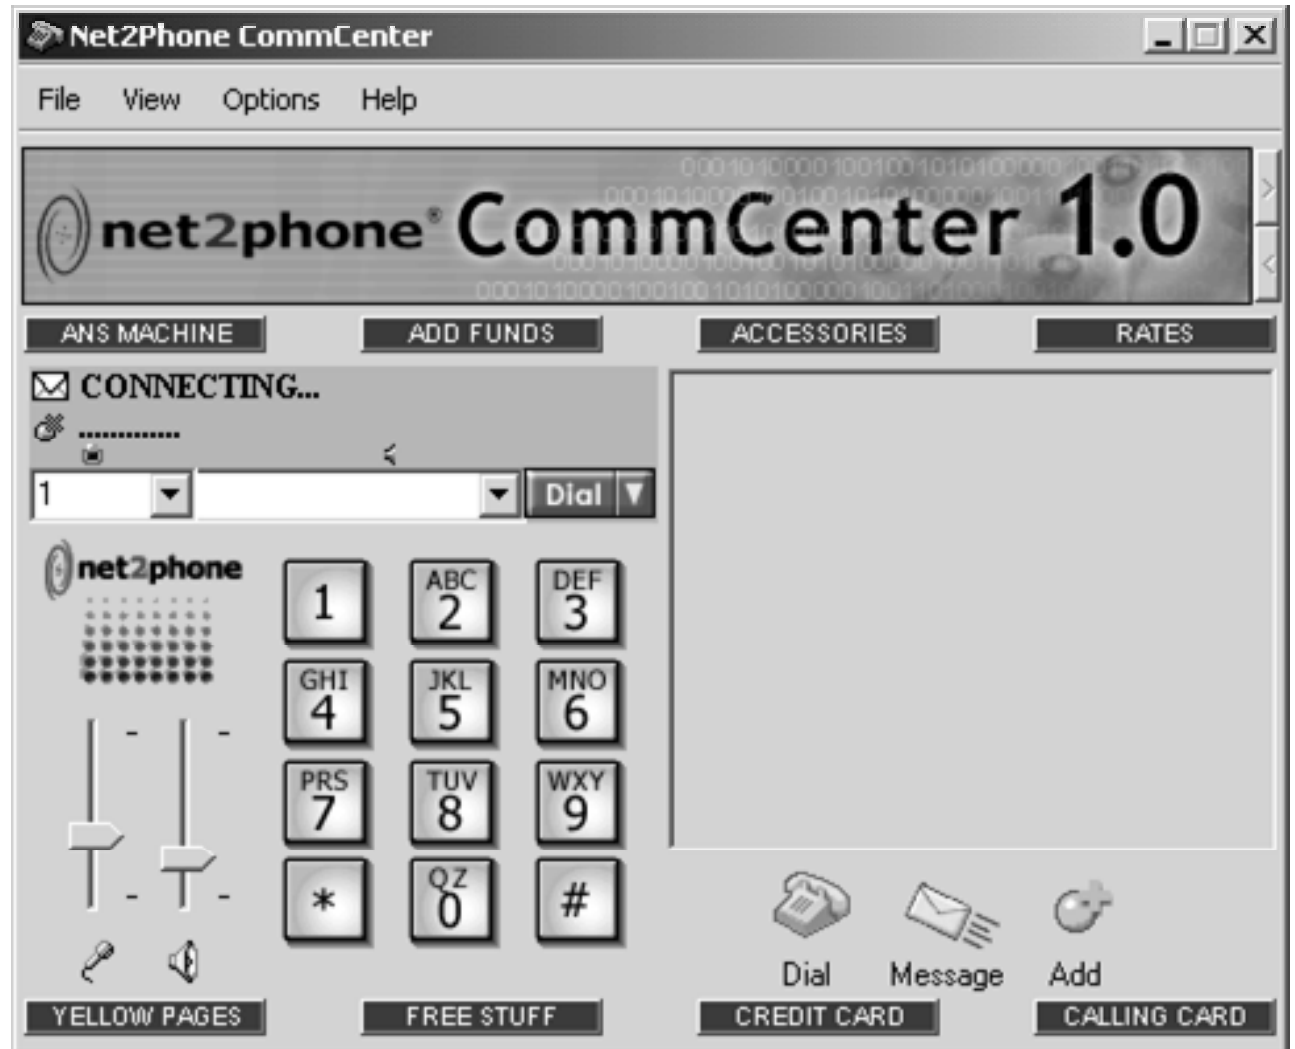 Net2Phone CommCenter
File View Options Help
net2phone® CommCenter 1.0
ANS MACHINE ADD FUNDS ACCESSORIES RATES
CONNECTING...
.............
1 Dial
net2phone
1 ABC 2 DEF 3
GHI 4 JKL 5 MNO 6
PRS 7 TUV 8 WXY 9
* QZ 0 #
Dial Message Add
YELLOW PAGES FREE STUFF CREDIT CARD CALLING CARD